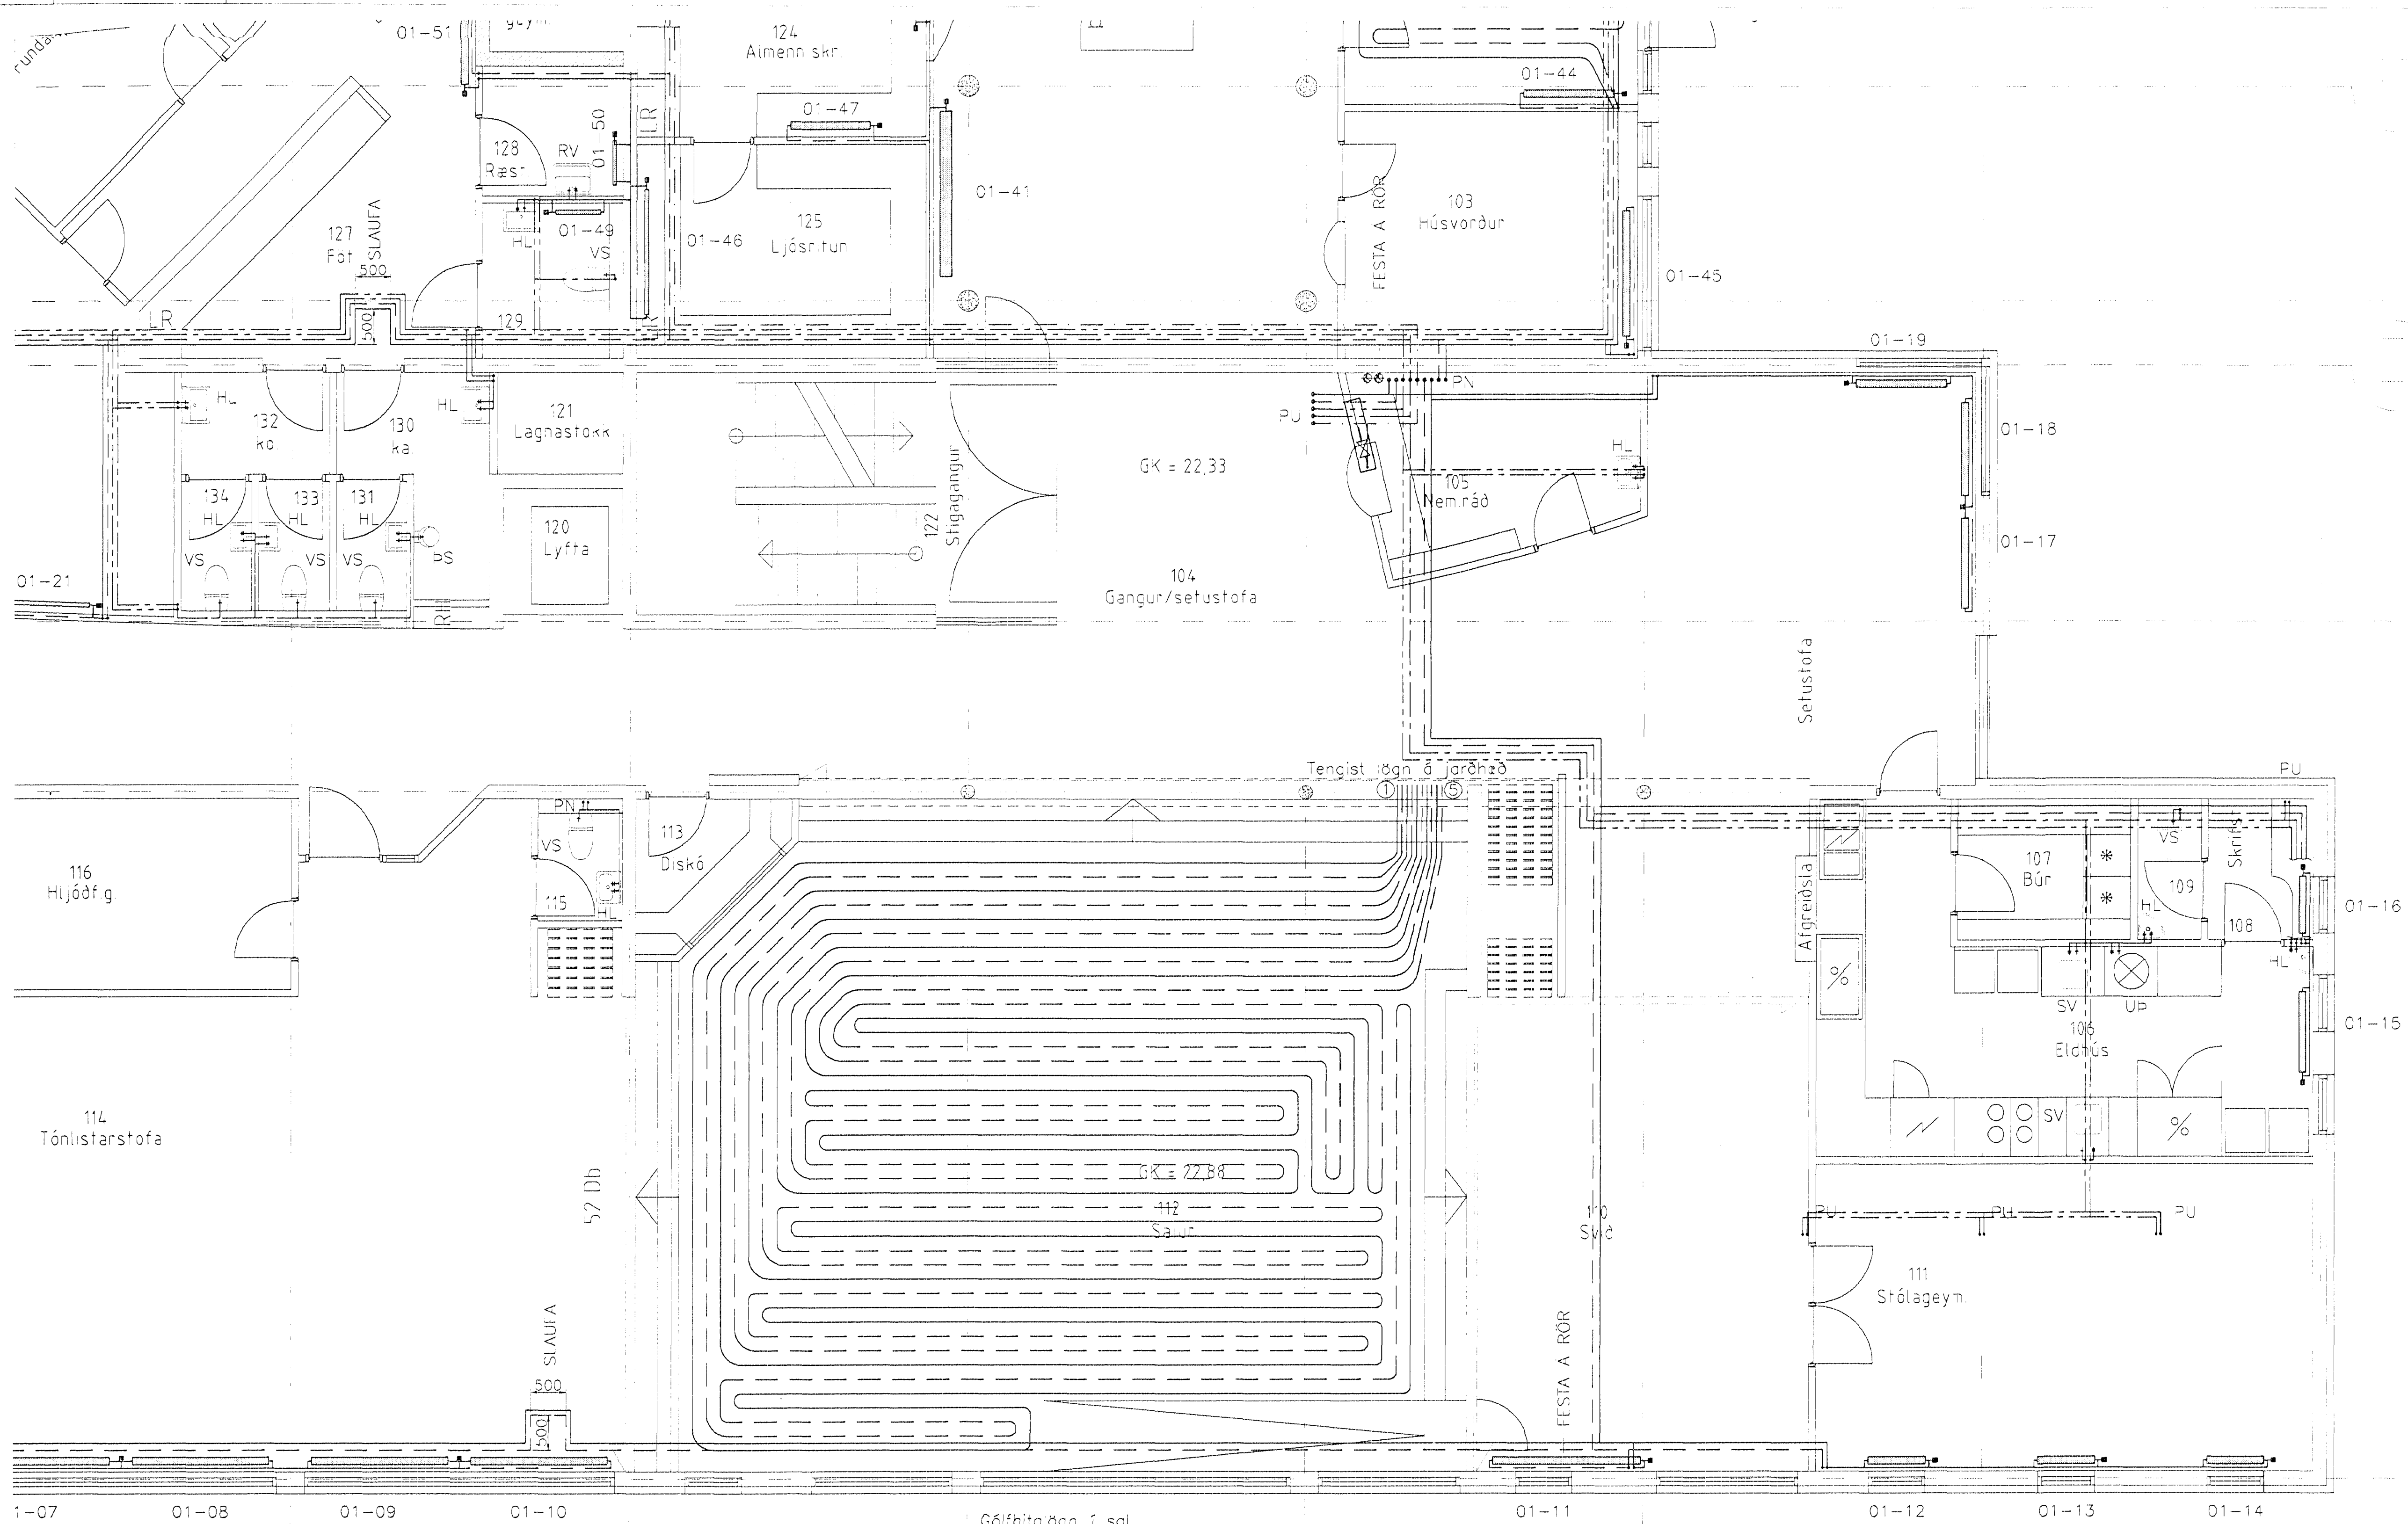 01-51
124
Almenn skr.
01-47
01-50
LR
128
RV
01-44
01-41
103
Húsvörður
FESTA Á RÖR
127
SLAUFA
500
500
HL
01-49
VS
01-46
125
Ljósritun
01-45
LR
129
01-19
HL
132
ko.
HL
130
ka.
121
Lagnastokk
PN
PU
01-18
GK = 22,33
HL
105
Nem.ráð
134
HL
133
HL
131
HL
120
Lyfta
122
Stigagangur
VS
VS
VS
ÞS
01-21
01-17
104
Gangur/setustofa
Setustofa
Tengist lögn á jarðhæð
1
5
PU
PN
VS
113
Diskó
116
Hljóðf.g.
115
HL
VS
107
Búr
109
HL
108
Afgreiðsla
01-16
HL
SV
UÞ
106
Eldhús
01-15
114
Tónlistarstofa
SV
52 Db
GK = 22,88
112
Salur
110
Svið
PU
PU
PU
111
Stólageym.
SLAUFA
500
500
FESTA Á RÖR
1-07
01-08
01-09
01-10
01-11
01-12
01-13
01-14